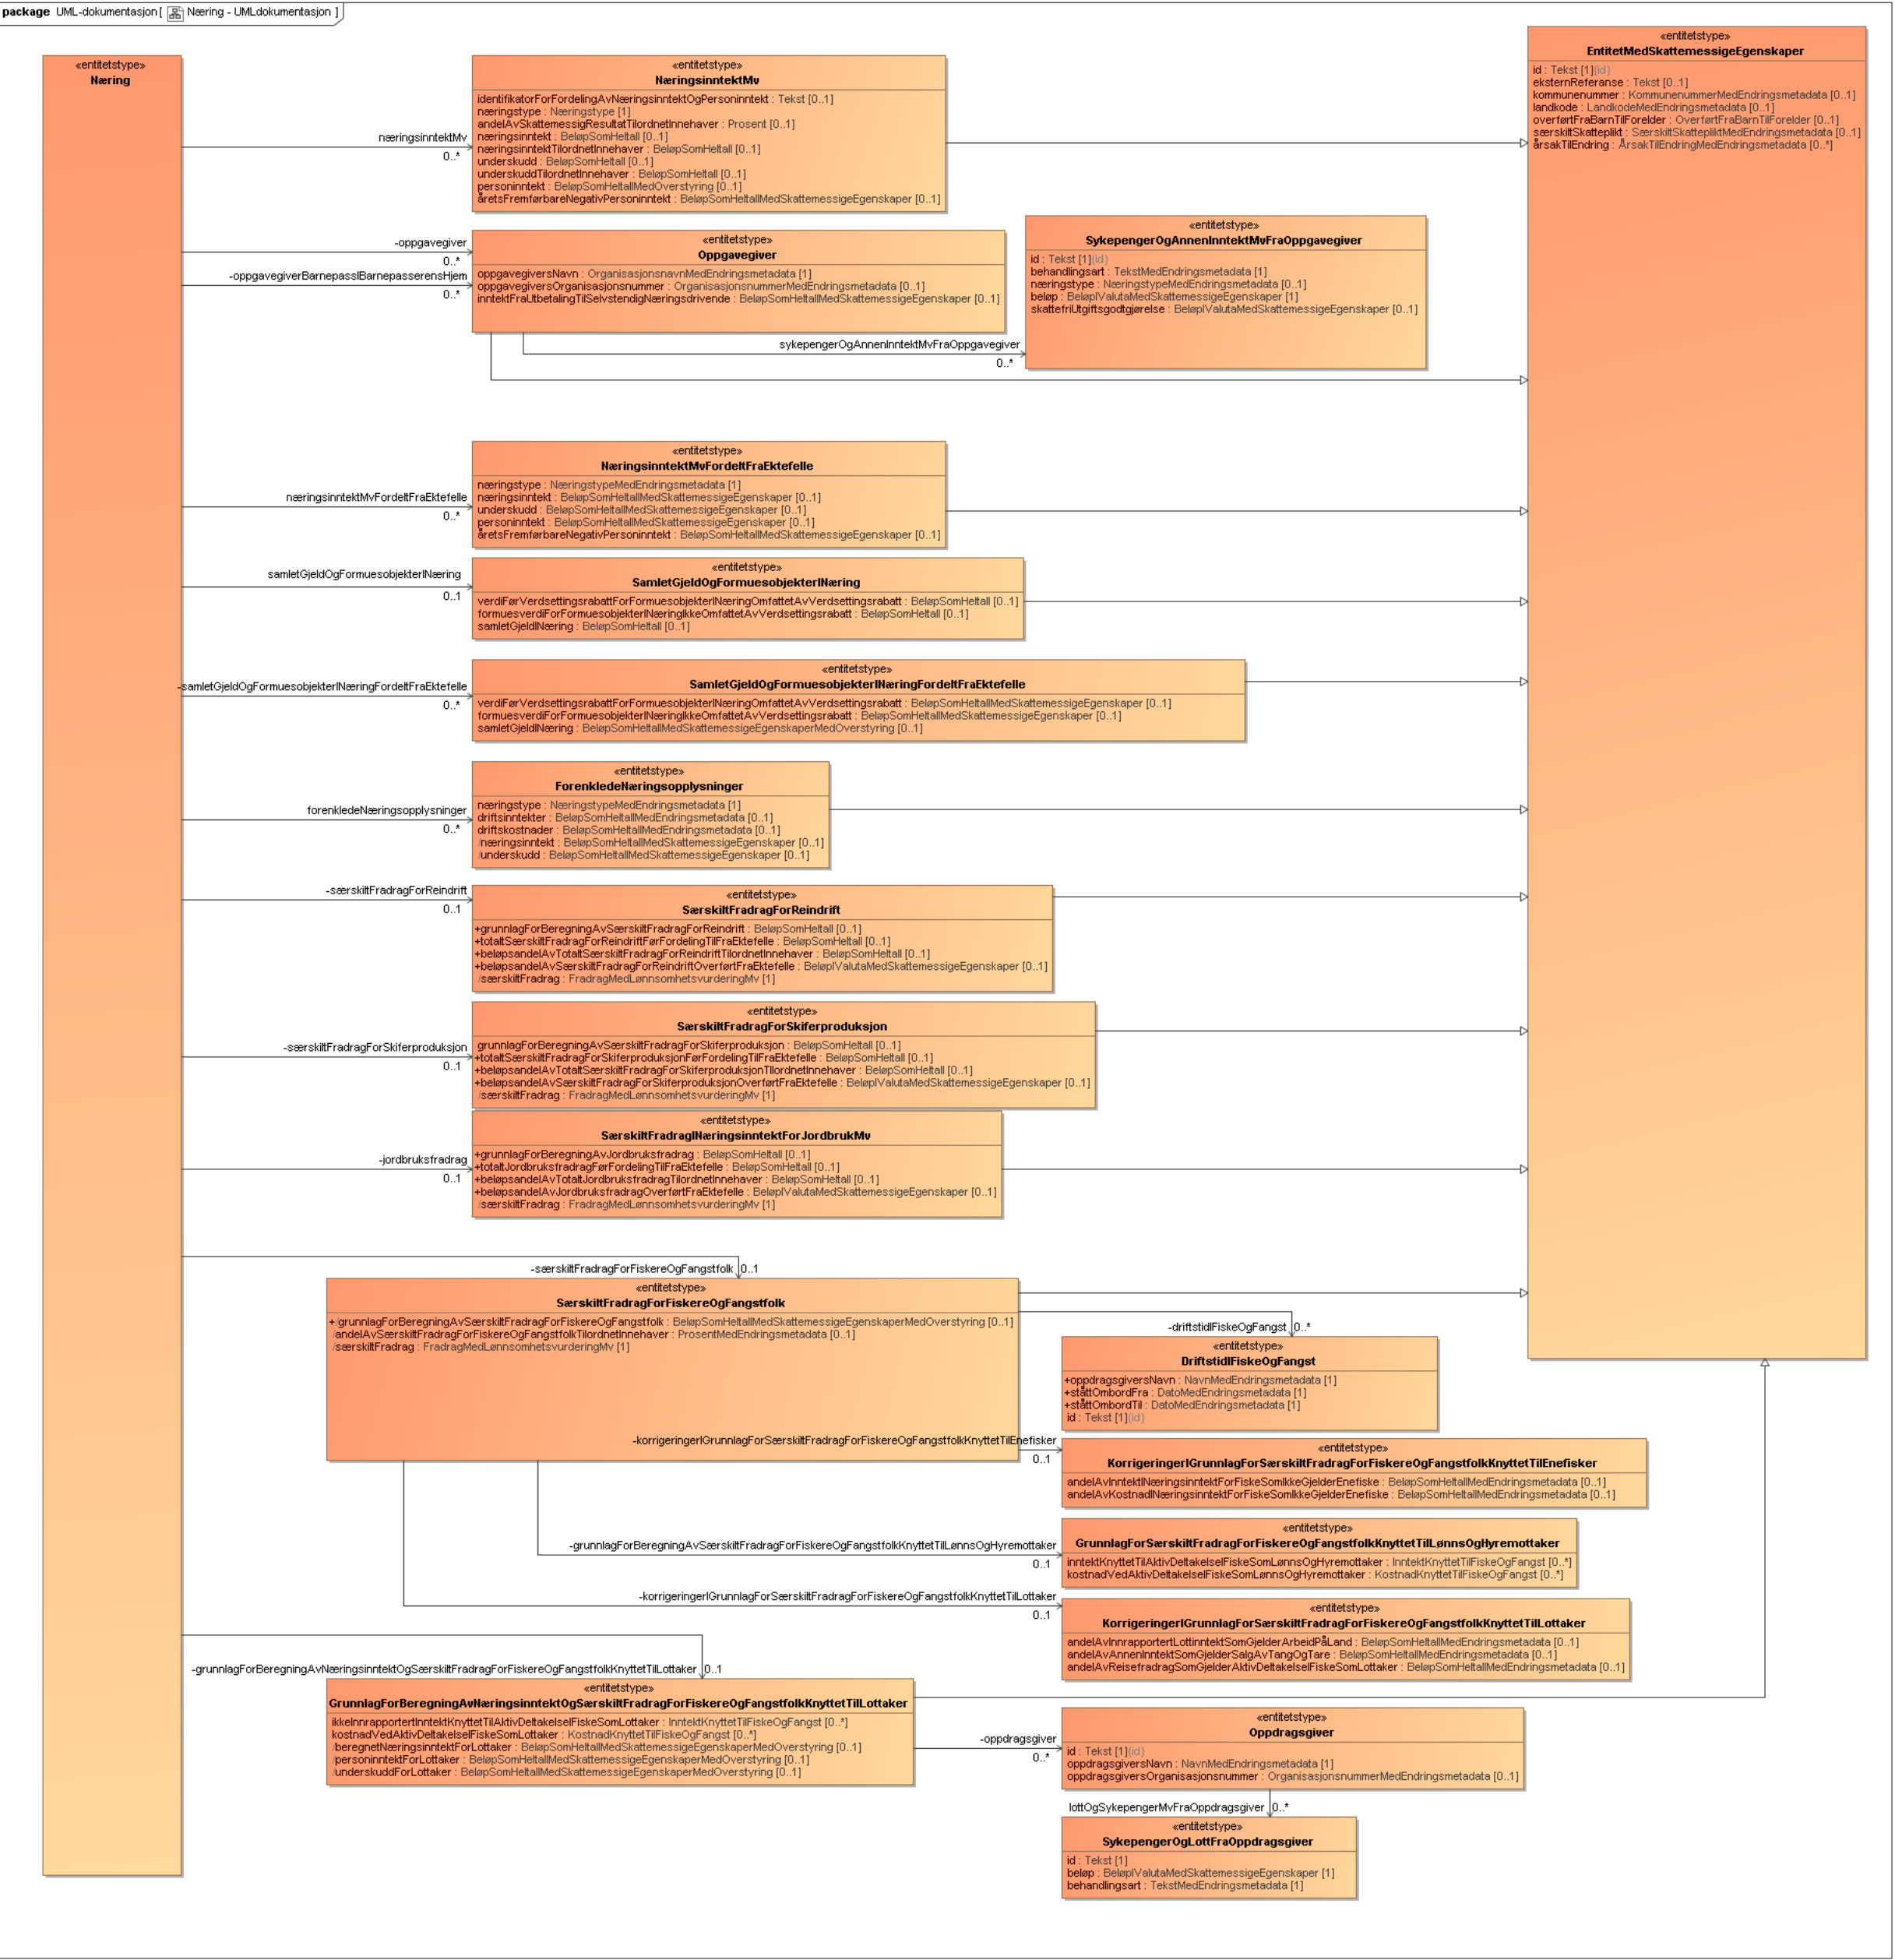 package UML-dokumentasjon[ Næring - UMLdokumentasjon ]
«entitetstype»
Næring
«entitetstype»
EntitetMedSkattemessigeEgenskaper
id : Tekst [1]{id}
eksternReferanse : Tekst [0..1]
kommunenummer : KommunenummerMedEndringsmetadata [0..1]
landkode : LandkodeMedEndringsmetadata [0..1]
overførtFraBarnTilForelder : OverførtFraBarnTilForelder [0..1]
særskiltSkatteplikt : SærskiltSkattepliktMedEndringsmetadata [0..1]
årsakTilEndring : ÅrsakTilEndringMedEndringsmetadata [0..*]
næringsinntektMv
0..*
«entitetstype»
NæringsinntektMv
identifikatorForFordelingAvNæringsinntektOgPersoninntekt : Tekst [0..1]
næringstype : Næringstype [1]
andelAvSkattemessigResultatTilordnetInnehaver : Prosent [0..1]
næringsinntekt : BeløpSomHeltall [0..1]
næringsinntektTilordnetInnehaver : BeløpSomHeltall [0..1]
underskudd : BeløpSomHeltall [0..1]
underskuddTilordnetInnehaver : BeløpSomHeltall [0..1]
personinntekt : BeløpSomHeltallMedOverstyring [0..1]
åretsFremførbareNegativPersoninntekt : BeløpSomHeltallMedSkattemessigeEgenskaper [0..1]
-oppgavegiver
0..*
-oppgavegiverBarnepassIBarnepasserensHjem
0..*
«entitetstype»
Oppgavegiver
oppgavegiversNavn : OrganisasjonsnavnMedEndringsmetadata [1]
oppgavegiversOrganisasjonsnummer : OrganisasjonsnummerMedEndringsmetadata [0..1]
inntektFraUtbetalingTilSelvstendigNæringsdrivende : BeløpSomHeltallMedSkattemessigeEgenskaper [0..1]
sykepengerOgAnnenInntektMvFraOppgavegiver
0..*
«entitetstype»
SykepengerOgAnnenInntektMvFraOppgavegiver
id : Tekst [1]{id}
behandlingsart : TekstMedEndringsmetadata [1]
næringstype : NæringstypeMedEndringsmetadata [0..1]
beløp : BeløpIValutaMedSkattemessigeEgenskaper [1]
skattefriUtgiftsgodtgjørelse : BeløpIValutaMedSkattemessigeEgenskaper [0..1]
næringsinntektMvFordeltFraEktefelle
0..*
«entitetstype»
NæringsinntektMvFordeltFraEktefelle
næringstype : NæringstypeMedEndringsmetadata [1]
næringsinntekt : BeløpSomHeltallMedSkattemessigeEgenskaper [0..1]
underskudd : BeløpSomHeltallMedSkattemessigeEgenskaper [0..1]
personinntekt : BeløpSomHeltallMedSkattemessigeEgenskaper [0..1]
åretsFremførbareNegativPersoninntekt : BeløpSomHeltallMedSkattemessigeEgenskaper [0..1]
samletGjeldOgFormuesobjekterINæring
0..1
«entitetstype»
SamletGjeldOgFormuesobjekterINæring
verdiFørVerdsettingsrabattForFormuesobjekterINæringOmfattetAvVerdsettingsrabatt : BeløpSomHeltall [0..1]
formuesverdiForFormuesobjekterINæringIkkeOmfattetAvVerdsettingsrabatt : BeløpSomHeltall [0..1]
samletGjeldINæring : BeløpSomHeltall [0..1]
-samletGjeldOgFormuesobjekterINæringFordeltFraEktefelle
0..*
«entitetstype»
SamletGjeldOgFormuesobjekterINæringFordeltFraEktefelle
verdiFørVerdsettingsrabattForFormuesobjekterINæringOmfattetAvVerdsettingsrabatt : BeløpSomHeltallMedSkattemessigeEgenskaper [0..1]
formuesverdiForFormuesobjekterINæringIkkeOmfattetAvVerdsettingsrabatt : BeløpSomHeltallMedSkattemessigeEgenskaper [0..1]
samletGjeldINæring : BeløpSomHeltallMedSkattemessigeEgenskaperMedOverstyring [0..1]
forenkledeNæringsopplysninger
0..*
«entitetstype»
ForenkledeNæringsopplysninger
næringstype : NæringstypeMedEndringsmetadata [1]
driftsinntekter : BeløpSomHeltallMedEndringsmetadata [0..1]
driftskostnader : BeløpSomHeltallMedEndringsmetadata [0..1]
/næringsinntekt : BeløpSomHeltallMedSkattemessigeEgenskaper [0..1]
/underskudd : BeløpSomHeltallMedSkattemessigeEgenskaper [0..1]
-særskiltFradragForReindrift
0..1
«entitetstype»
SærskiltFradragForReindrift
+grunnlagForBeregningAvSærskiltFradragForReindrift : BeløpSomHeltall [0..1]
+totaltSærskiltFradragForReindriftFørFordelingTilFraEktefelle : BeløpSomHeltall [0..1]
+beløpsandelAvTotaltSærskiltFradragForReindriftTilordnetInnehaver : BeløpSomHeltall [0..1]
+beløpsandelAvSærskiltFradragForReindriftOverførtFraEktefelle : BeløpIValutaMedSkattemessigeEgenskaper [0..1]
/særskiltFradrag : FradragMedLønnsomhetsvurderingMv [1]
-særskiltFradragForSkiferproduksjon
0..1
«entitetstype»
SærskiltFradragForSkiferproduksjon
grunnlagForBeregningAvSærskiltFradragForSkiferproduksjon : BeløpSomHeltall [0..1]
+totaltSærskiltFradragForSkiferproduksjonFørFordelingTilFraEktefelle : BeløpSomHeltall [0..1]
+beløpsandelAvTotaltSærskiltFradragForSkiferproduksjonTIlordnetInnehaver : BeløpSomHeltall [0..1]
+beløpsandelAvSærskiltFradragForSkiferproduksjonOverførtFraEktefelle : BeløpIValutaMedSkattemessigeEgenskaper [0..1]
/særskiltFradrag : FradragMedLønnsomhetsvurderingMv [1]
-jordbruksfradrag
0..1
«entitetstype»
SærskiltFradragINæringsinntektForJordbrukMv
+grunnlagForBeregningAvJordbruksfradrag : BeløpSomHeltall [0..1]
+totaltJordbruksfradragFørFordelingTilFraEktefelle : BeløpSomHeltall [0..1]
+beløpsandelAvTotaltJordbruksfradragTilordnetInnehaver : BeløpSomHeltall [0..1]
+beløpsandelAvJordbruksfradragOverførtFraEktefelle : BeløpIValutaMedSkattemessigeEgenskaper [0..1]
/særskiltFradrag : FradragMedLønnsomhetsvurderingMv [1]
-særskiltFradragForFiskereOgFangstfolk 0..1
«entitetstype»
SærskiltFradragForFiskereOgFangstfolk
+/grunnlagForBeregningAvSærskiltFradragForFiskereOgFangstfolk : BeløpSomHeltallMedSkattemessigeEgenskaperMedOverstyring [0..1]
/andelAvSærskiltFradragForFiskereOgFangstfolkTilordnetInnehaver : ProsentMedEndringsmetadata [0..1]
/særskiltFradrag : FradragMedLønnsomhetsvurderingMv [1]
-driftstidIFiskeOgFangst 0..*
«entitetstype»
DriftstidIFiskeOgFangst
+oppdragsgiversNavn : NavnMedEndringsmetadata [1]
+ståttOmbordFra : DatoMedEndringsmetadata [1]
+ståttOmbordTil : DatoMedEndringsmetadata [1]
id : Tekst [1]{id}
-korrigeringerIGrunnlagForSærskiltFradragForFiskereOgFangstfolkKnyttetTilEnefisker
0..1
«entitetstype»
KorrigeringerIGrunnlagForSærskiltFradragForFiskereOgFangstfolkKnyttetTilEnefisker
andelAvInntektINæringsinntektForFiskeSomIkkeGjelderEnefiske : BeløpSomHeltallMedEndringsmetadata [0..1]
andelAvKostnadINæringsinntektForFiskeSomIkkeGjelderEnefiske : BeløpSomHeltallMedEndringsmetadata [0..1]
-grunnlagForBeregningAvSærskiltFradragForFiskereOgFangstfolkKnyttetTilLønnsOgHyremottaker
0..1
«entitetstype»
GrunnlagForSærskiltFradragForFiskereOgFangstfolkKnyttetTilLønnsOgHyremottaker
inntektKnyttetTilAktivDeltakelseIFiskeSomLønnsOgHyremottaker : InntektKnyttetTilFiskeOgFangst [0..*]
kostnadVedAktivDeltakelseIFiskeSomLønnsOgHyremottaker : KostnadKnyttetTilFiskeOgFangst [0..*]
-korrigeringerIGrunnlagForSærskiltFradragForFiskereOgFangstfolkKnyttetTilLottaker
0..1
«entitetstype»
KorrigeringerIGrunnlagForSærskiltFradragForFiskereOgFangstfolkKnyttetTilLottaker
andelAvInnrapportertLottinntektSomGjelderArbeidPåLand : BeløpSomHeltallMedEndringsmetadata [0..1]
andelAvAnnenInntektSomGjelderSalgAvTangOgTare : BeløpSomHeltallMedEndringsmetadata [0..1]
andelAvReisefradragSomGjelderAktivDeltakelseIFiskeSomLottaker : BeløpSomHeltallMedEndringsmetadata [0..1]
-grunnlagForBeregningAvNæringsinntektOgSærskiltFradragForFiskereOgFangstfolkKnyttetTilLottaker 0..1
«entitetstype»
GrunnlagForBeregningAvNæringsinntektOgSærskiltFradragForFiskereOgFangstfolkKnyttetTilLottaker
ikkeInnrapportertInntektKnyttetTilAktivDeltakelseIFiskeSomLottaker : InntektKnyttetTilFiskeOgFangst [0..*]
kostnadVedAktivDeltakelseIFiskeSomLottaker : KostnadKnyttetTilFiskeOgFangst [0..*]
/beregnetNæringsinntektForLottaker : BeløpSomHeltallMedSkattemessigeEgenskaperMedOverstyring [0..1]
/personinntektForLottaker : BeløpSomHeltallMedSkattemessigeEgenskaperMedOverstyring [0..1]
/underskuddForLottaker : BeløpSomHeltallMedSkattemessigeEgenskaperMedOverstyring [0..1]
-oppdragsgiver
0..*
«entitetstype»
Oppdragsgiver
id : Tekst [1]{id}
oppdragsgiversNavn : NavnMedEndringsmetadata [1]
oppdragsgiversOrganisasjonsnummer : OrganisasjonsnummerMedEndringsmetadata [0..1]
lottOgSykepengerMvFraOppdragsgiver 0..*
«entitetstype»
SykepengerOgLottFraOppdragsgiver
id : Tekst [1]
beløp : BeløpIValutaMedSkattemessigeEgenskaper [1]
behandlingsart : TekstMedEndringsmetadata [1]